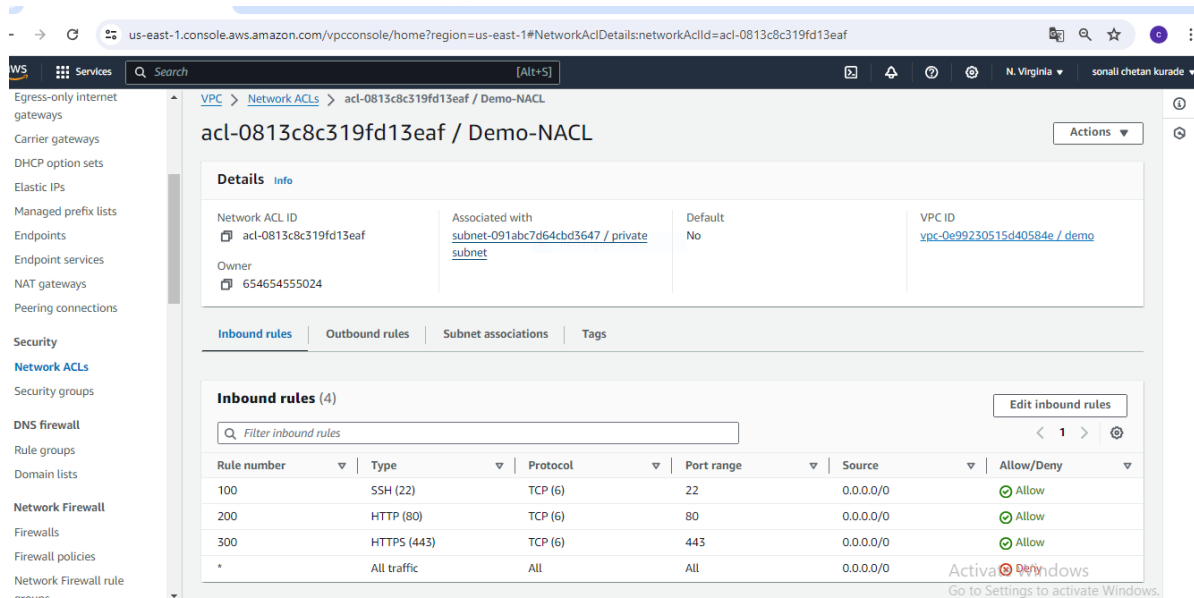 us-east-1.console.aws.amazon.com/vpcconsole/home?region=us-east-1#NetworkAclDetails:networkAclId=acl-0813c8c319fd13eaf
c
Services
Search
[Alt+S]
N. Virginia
sonali chetan kurade
Egress-only internet
gateways
Carrier gateways
DHCP option sets
Elastic IPs
Managed prefix lists
Endpoints
Endpoint services
NAT gateways
Peering connections
Security
Network ACLs
Security groups
DNS firewall
Rule groups
Domain lists
Network Firewall
Firewalls
Firewall policies
Network Firewall rule
VPC > Network ACLs > acl-0813c8c319fd13eaf / Demo-NACL
acl-0813c8c319fd13eaf / Demo-NACL
Actions
Details Info
Network ACL ID
acl-0813c8c319fd13eaf
Owner
654654555024
Associated with
subnet-091abc7d64cbd3647 / private
subnet
Default
No
VPC ID
vpc-0e99230515d40584e / demo
Inbound rules
Outbound rules
Subnet associations
Tags
Inbound rules (4)
Edit inbound rules
Filter inbound rules
1
Rule number Type Protocol Port range Source Allow/Deny
100 SSH (22) TCP (6) 22 0.0.0.0/0 Allow
200 HTTP (80) TCP (6) 80 0.0.0.0/0 Allow
300 HTTPS (443) TCP (6) 443 0.0.0.0/0 Allow
* All traffic All All 0.0.0.0/0 Deny
Activate Windows
Go to Settings to activate Windows.